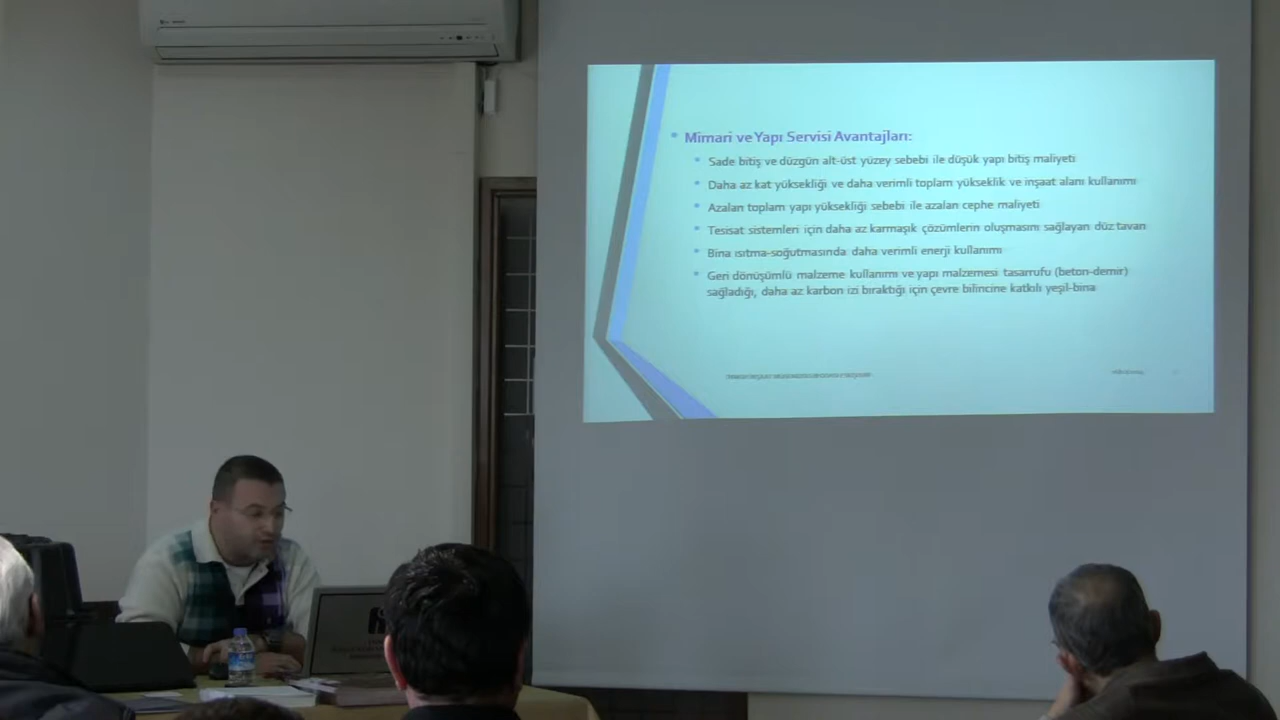 Mimari ve Yapı Servisi Avantajları:
Sade bitiş ve düzgün alt-üst yüzey sebebi ile düşük yapı bitiş maliyeti
Daha az kat yüksekliği ve daha verimli toplam yükseklik ve inşaat alanı kullanımı
Azalan toplam yapı yüksekliği sebebi ile azalan cephe maliyeti
Tesisat sistemleri için daha az karmaşık çözümlerin oluşmasını sağlayan düz tavan
Bina ısıtma-soğutmasında daha verimli enerji kullanımı
Geri dönüşümlü malzeme kullanımı ve yapı malzemesi tasarrufu (beton-demir)
sağladığı, daha az karbon izi bıraktığı için çevre bilincine katkılı yeşil-bina